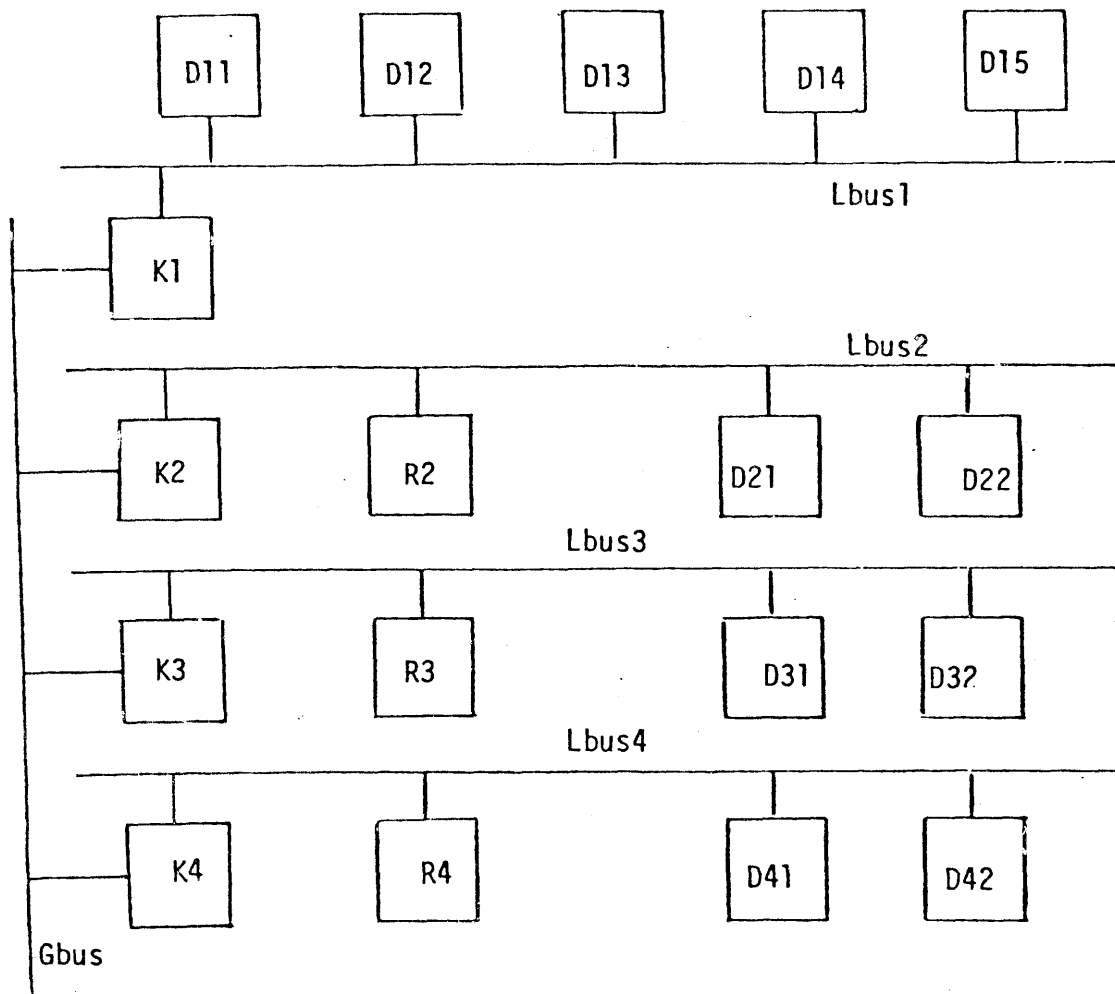 D11 D12 D13 D14 D15
Lbus1
K1
Lbus2
K2 R2 D21 D22
Lbus3
K3 R3 D31 D32
Lbus4
K4 R4 D41 D42
Gbus